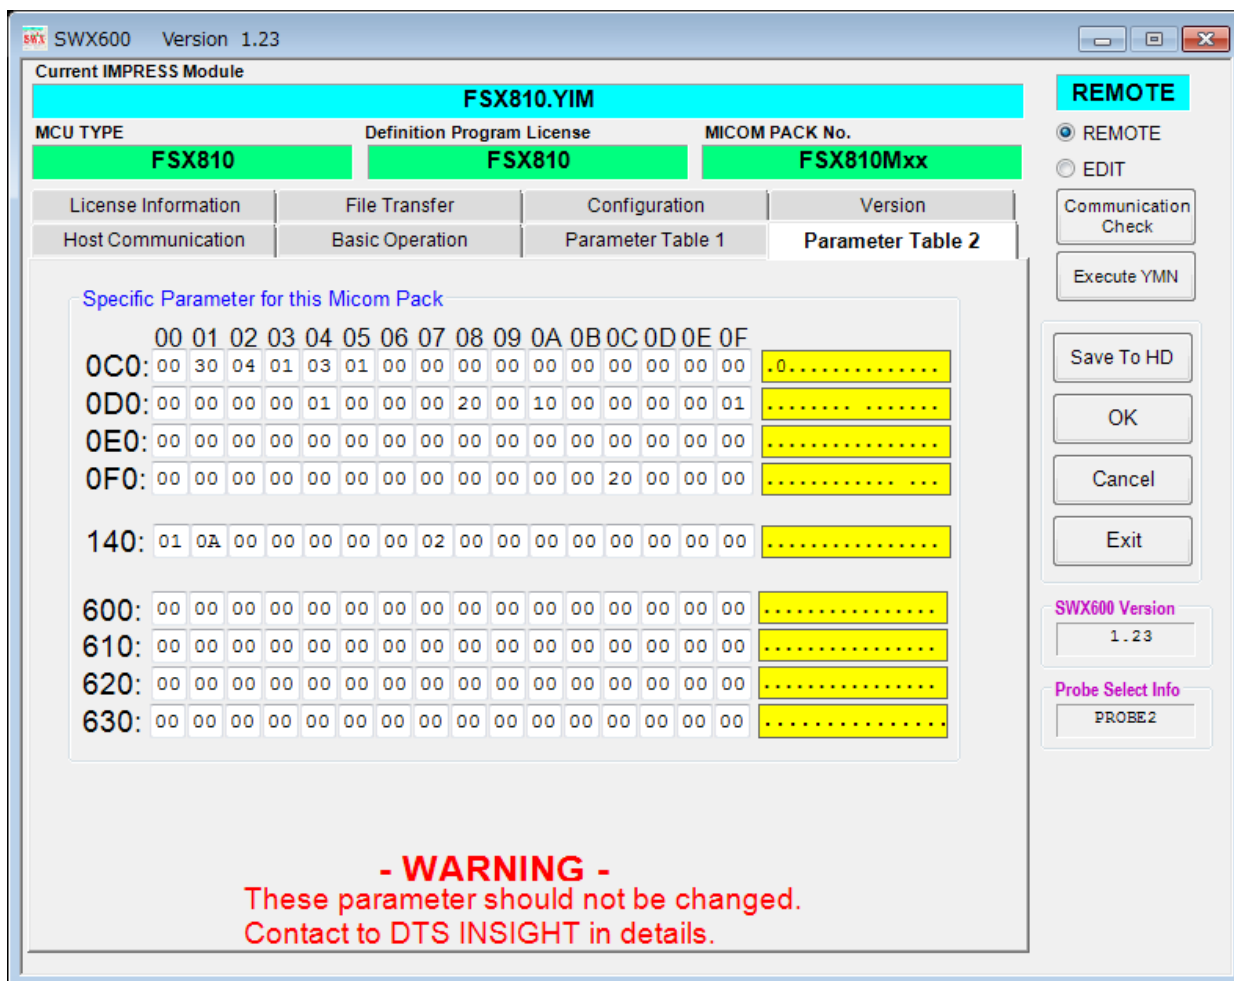 SWX SWX600 Version 1.23
Current IMPRESS Module
FSX810.YIM
MCU TYPE Definition Program License MICOM PACK No.
FSX810 FSX810 FSX810Mxx
License Information File Transfer Configuration Version
Host Communication Basic Operation Parameter Table 1 Parameter Table 2
Specific Parameter for this Micom Pack
00 01 02 03 04 05 06 07 08 09 0A 0B 0C 0D 0E 0F
0C0: 00 30 04 01 03 01 00 00 00 00 00 00 00 00 00 00 .0..............
0D0: 00 00 00 00 01 00 00 00 20 00 10 00 00 00 00 01 ........ .......
0E0: 00 00 00 00 00 00 00 00 00 00 00 00 00 00 00 00 ................
0F0: 00 00 00 00 00 00 00 00 00 00 00 00 20 00 00 00 ............ ...
140: 01 0A 00 00 00 00 00 02 00 00 00 00 00 00 00 00 ................
600: 00 00 00 00 00 00 00 00 00 00 00 00 00 00 00 00 ................
610: 00 00 00 00 00 00 00 00 00 00 00 00 00 00 00 00 ................
620: 00 00 00 00 00 00 00 00 00 00 00 00 00 00 00 00 ................
630: 00 00 00 00 00 00 00 00 00 00 00 00 00 00 00 00 ................
- WARNING -
These parameter should not be changed.
Contact to DTS INSIGHT in details.
REMOTE
REMOTE
EDIT
Communication
Check
Execute YMN
Save To HD
OK
Cancel
Exit
SWX600 Version
1.23
Probe Select Info
PROBE2